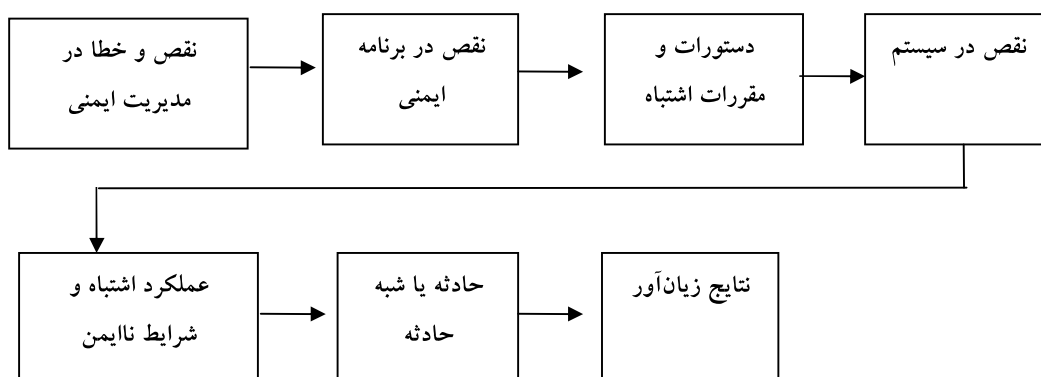 نقص و خطا در
مدیریت ایمنی
نقص در برنامه
ایمنی
دستورات و
مقررات اشتباه
نقص در سیستم
عملکرد اشتباه و
شرایط ناایمن
حادثه یا شبه
حادثه
نتایج زیان‌آور